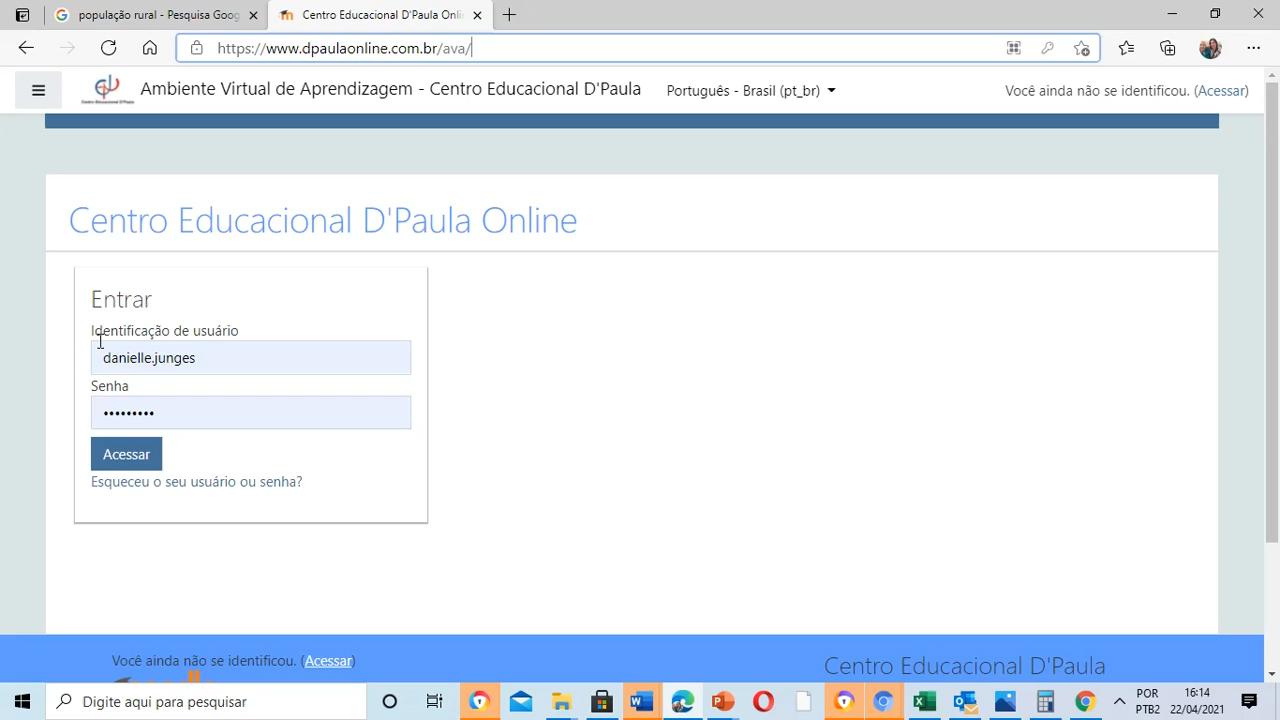 população rural - Pesquisa Goog
Centro Educacional D'Paula Onli
https://www.dpaulaonline.com.br/ava/
Centro Educacional D'Paula
Ambiente Virtual de Aprendizagem - Centro Educacional D'Paula
Português - Brasil (pt_br)
Você ainda não se identificou. (Acessar)
Centro Educacional D'Paula Online
Entrar
Identificação de usuário
danielle.junges
Senha
•••••••••
Acessar
Esqueceu o seu usuário ou senha?
Você ainda não se identificou. (Acessar)
Centro Educacional D'Paula
Digite aqui para pesquisar
POR
PTB2
16:14
22/04/2021